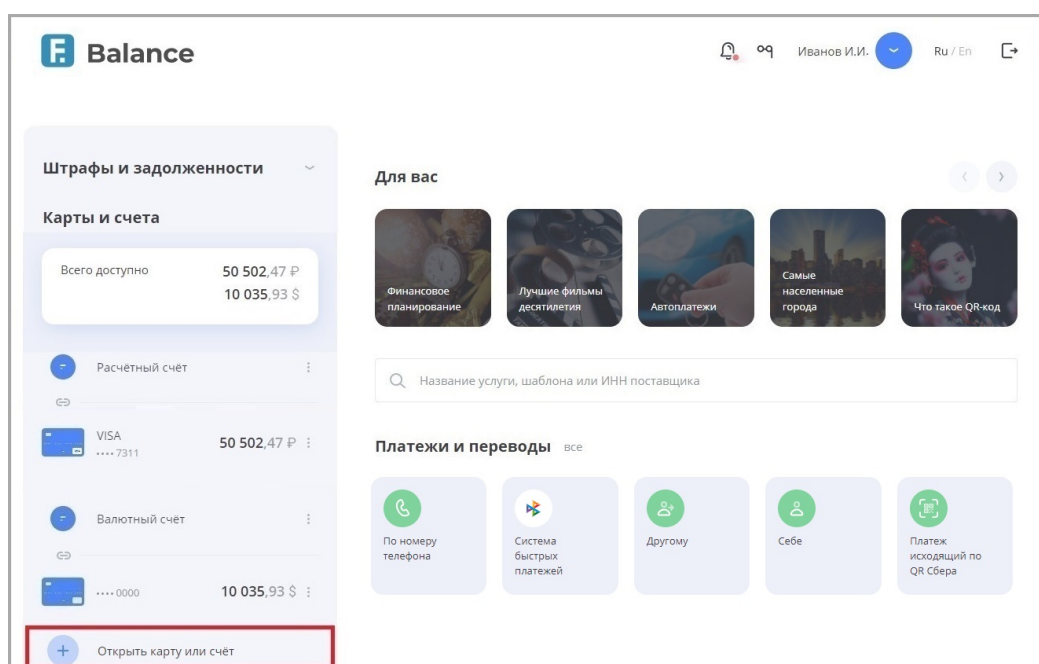 F. Balance
Иванов И.И.
Ru / En
Штрафы и задолженности
Карты и счета
Всего доступно
50 502,47 ₽
10 035,93 $
Расчётный счёт
VISA
50 502,47 ₽
•••• 7311
Валютный счёт
•••• 0000
10 035,93 $
Открыть карту или счёт
Для вас
Финансовое
планирование
Лучшие фильмы
десятилетия
Автоплатежи
Самые
населенные
города
Что такое QR-код
Название услуги, шаблона или ИНН поставщика
Платежи и переводы все
По номеру
телефона
Система
быстрых
платежей
Другому
Себе
Платеж
исходящий по
QR Сбера